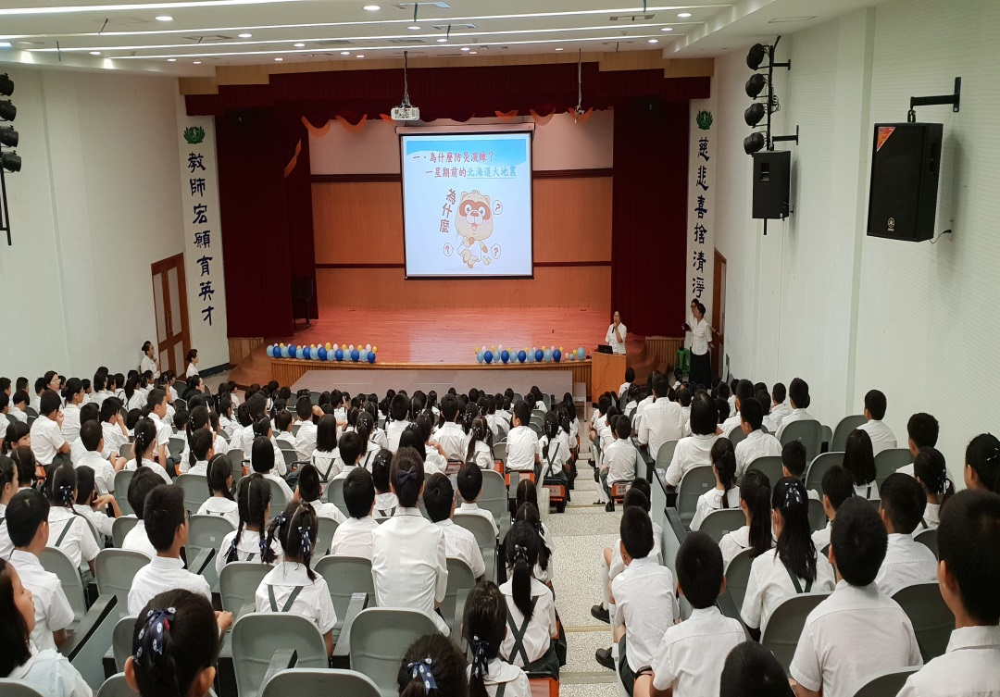 教師宏願育英才
一、為什麼防災演練？
一星期前的北海道大地震
為什麼
?
?
?
慈悲喜捨清淨